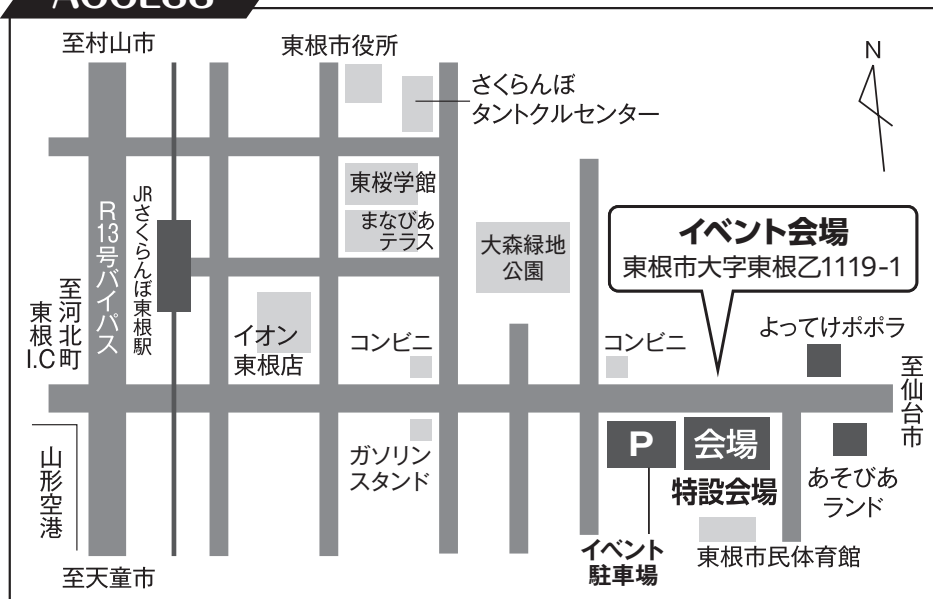 ACCESS
至村山市
東根市役所
さくらんぼ
タントクルセンター
N
東桜学館
まなびあ
テラス
大森緑地
公園
イベント会場
東根市大字東根乙1119-1
R13号バイパス
JRさくらんぼ東根駅
至河北町
東根I.C
イオン
東根店
コンビニ
コンビニ
よってけポポラ
至仙台市
山形空港
ガソリン
スタンド
P
会場
特設会場
あそびあ
ランド
イベント
駐車場
東根市民体育館
至天童市